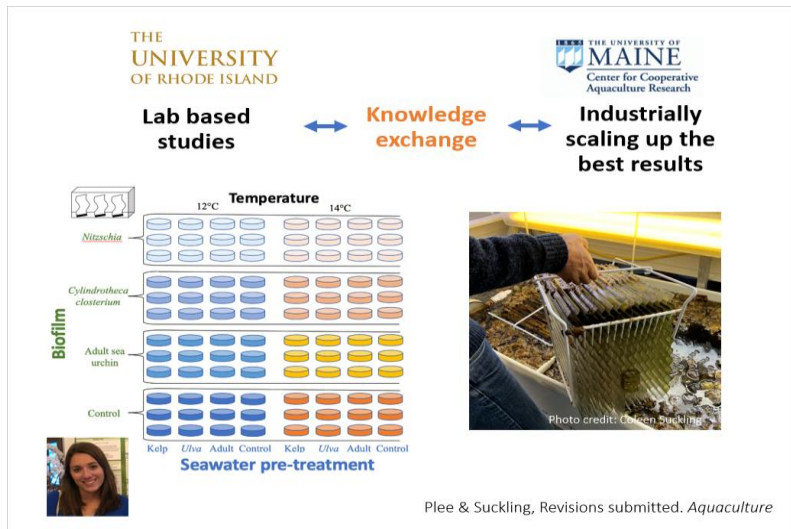 THE
UNIVERSITY
OF RHODE ISLAND
1865 THE UNIVERSITY OF
MAINE
Center for Cooperative
Aquaculture Research
Lab based
studies
Knowledge
exchange
Industrially
scaling up the
best results
Temperature
12°C
14°C
Biofilm
Nitzschia
Cylindrotheca
closterium
Adult sea
urchin
Control
Kelp Ulva Adult Control
Kelp Ulva Adult Control
Seawater pre-treatment
Photo credit: Coleen Suckling
Plee & Suckling, Revisions submitted. Aquaculture